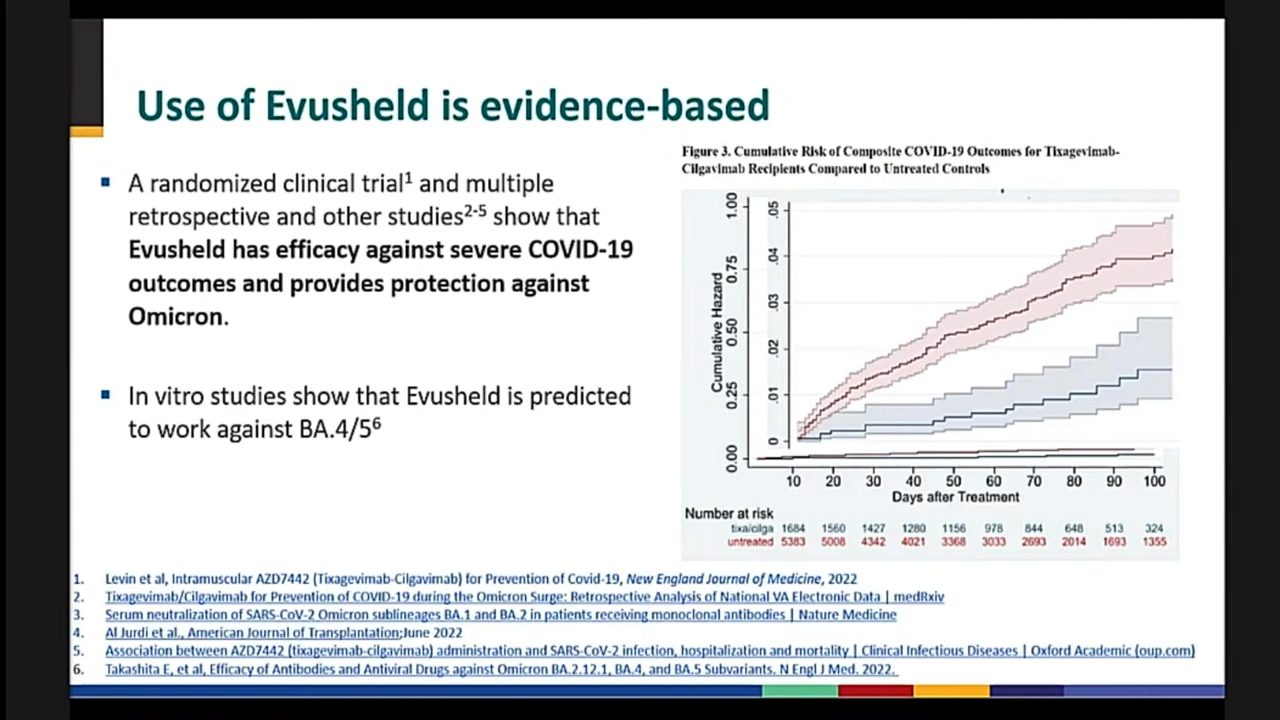 Use of Evusheld is evidence-based
▪ A randomized clinical trial¹ and multiple
retrospective and other studies²⁻⁵ show that
Evusheld has efficacy against severe COVID-19
outcomes and provides protection against
Omicron.
▪ In vitro studies show that Evusheld is predicted
to work against BA.4/5⁶
Figure 3. Cumulative Risk of Composite COVID-19 Outcomes for Tixagevimab-
Cilgavimab Recipients Compared to Untreated Controls
Cumulative Hazard
1.00
0.75
0.50
0.25
0.00
.05
.04
.03
.02
.01
0
10 20 30 40 50 60 70 80 90 100
Days after Treatment
Number at risk
tixa/cilga 1684 1560 1427 1280 1156 978 844 648 513 324
untreated 5383 5008 4342 4021 3368 3033 2693 2014 1693 1355
1. Levin et al, Intramuscular AZD7442 (Tixagevimab-Cilgavimab) for Prevention of Covid-19, New England Journal of Medicine, 2022
2. Tixagevimab/Cilgavimab for Prevention of COVID-19 during the Omicron Surge: Retrospective Analysis of National VA Electronic Data | medRxiv
3. Serum neutralization of SARS-CoV-2 Omicron sublineages BA.1 and BA.2 in patients receiving monoclonal antibodies | Nature Medicine
4. Al Jurdi et al., American Journal of Transplantation;June 2022
5. Association between AZD7442 (tixagevimab-cilgavimab) administration and SARS-CoV-2 infection, hospitalization and mortality | Clinical Infectious Diseases | Oxford Academic (oup.com)
6. Takashita E, et al, Efficacy of Antibodies and Antiviral Drugs against Omicron BA.2.12.1, BA.4, and BA.5 Subvariants. N Engl J Med. 2022.